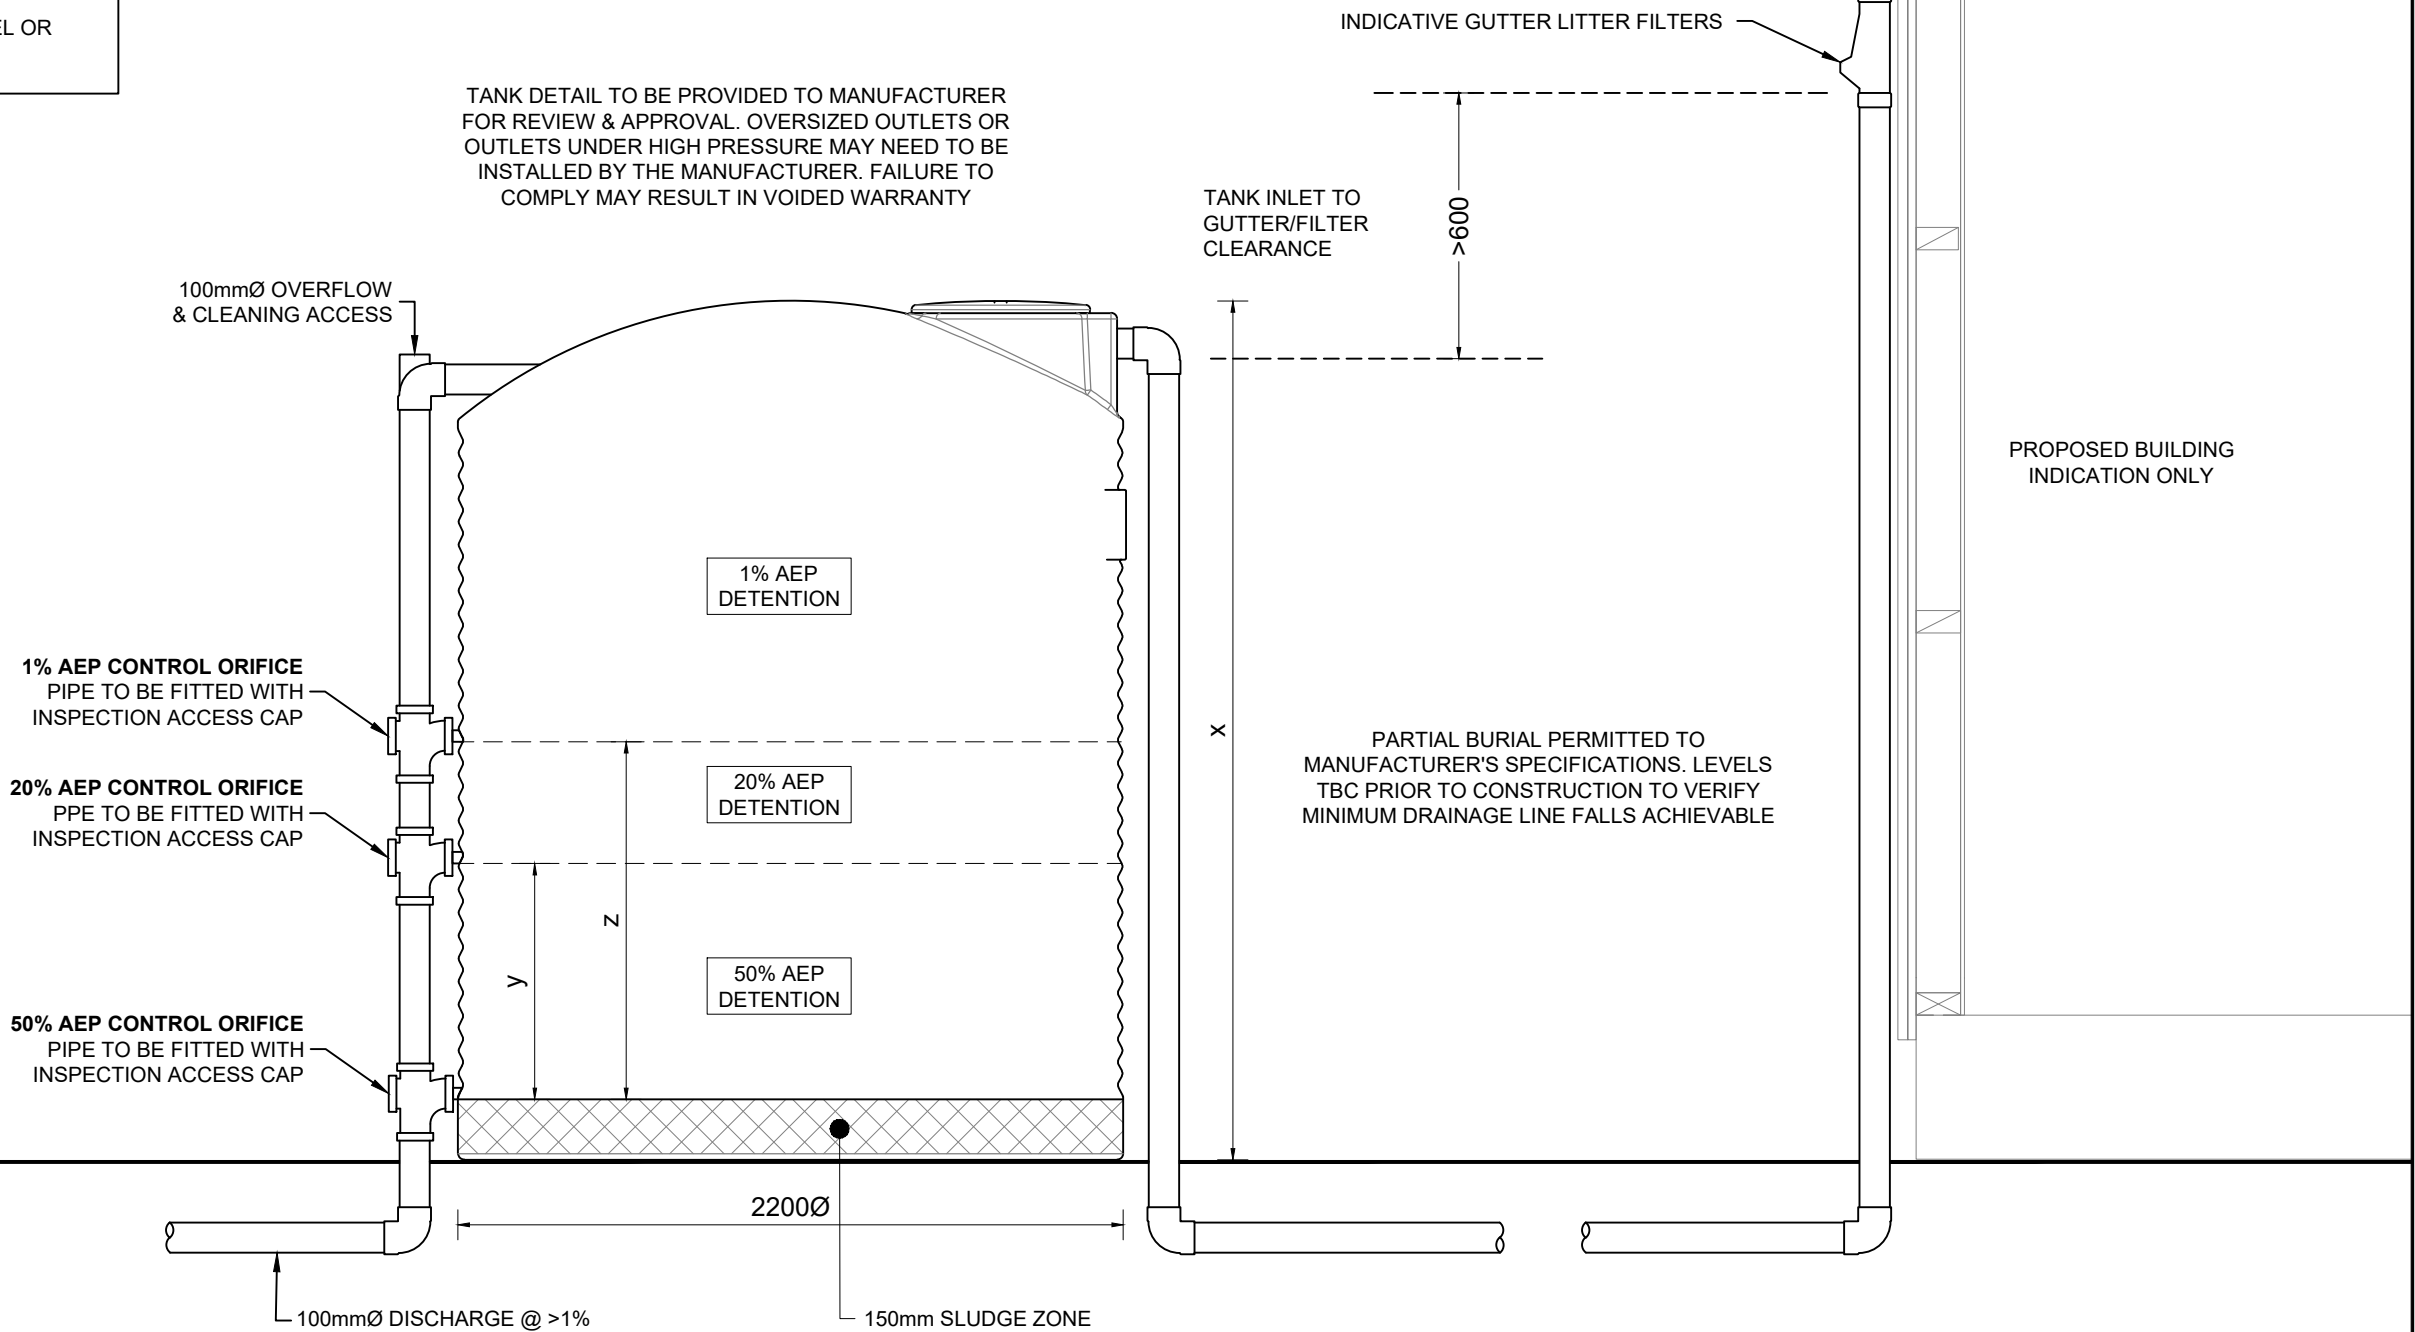 EL OR
INDICATIVE GUTTER LITTER FILTERS
TANK DETAIL TO BE PROVIDED TO MANUFACTURER
FOR REVIEW & APPROVAL. OVERSIZED OUTLETS OR
OUTLETS UNDER HIGH PRESSURE MAY NEED TO BE
INSTALLED BY THE MANUFACTURER. FAILURE TO
COMPLY MAY RESULT IN VOIDED WARRANTY
TANK INLET TO
GUTTER/FILTER
CLEARANCE
>600
100mmØ OVERFLOW
& CLEANING ACCESS
PROPOSED BUILDING
INDICATION ONLY
1% AEP
DETENTION
1% AEP CONTROL ORIFICE
PIPE TO BE FITTED WITH
INSPECTION ACCESS CAP
x
PARTIAL BURIAL PERMITTED TO
MANUFACTURER'S SPECIFICATIONS. LEVELS
TBC PRIOR TO CONSTRUCTION TO VERIFY
MINIMUM DRAINAGE LINE FALLS ACHIEVABLE
20% AEP
DETENTION
20% AEP CONTROL ORIFICE
PPE TO BE FITTED WITH
INSPECTION ACCESS CAP
z
y
50% AEP
DETENTION
50% AEP CONTROL ORIFICE
PIPE TO BE FITTED WITH
INSPECTION ACCESS CAP
2200Ø
100mmØ DISCHARGE @ >1%
150mm SLUDGE ZONE